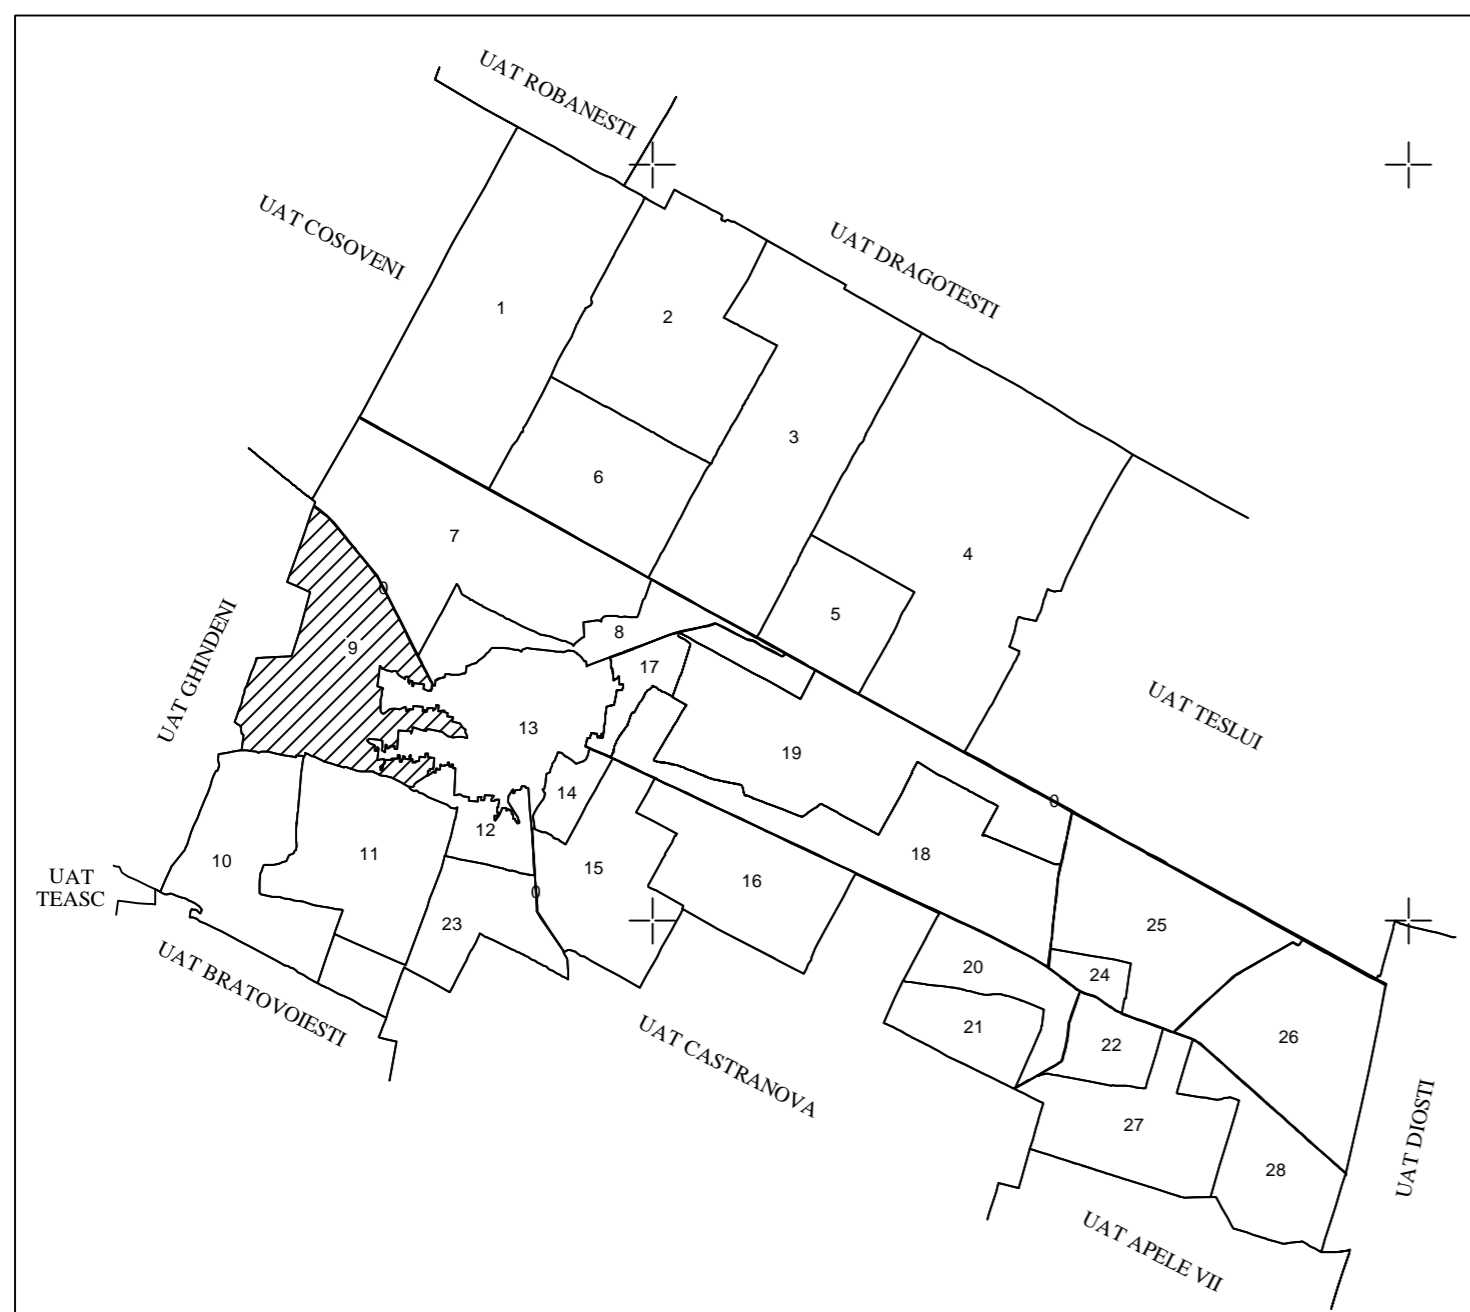 UAT ROBANESTI
UAT COSOVENI
UAT DRAGOTESTI
1
2
3
6
4
7
0
5
8
9
UAT GHINDENI
17
13
UAT TESLUI
19
14
0
12
10
11
15
16
18
UAT
TEASC
0
23
25
UAT BRATOVOIESTI
20
24
21
22
26
UAT CASTRANOVA
27
28
UAT DIOSTI
UAT APELE VII